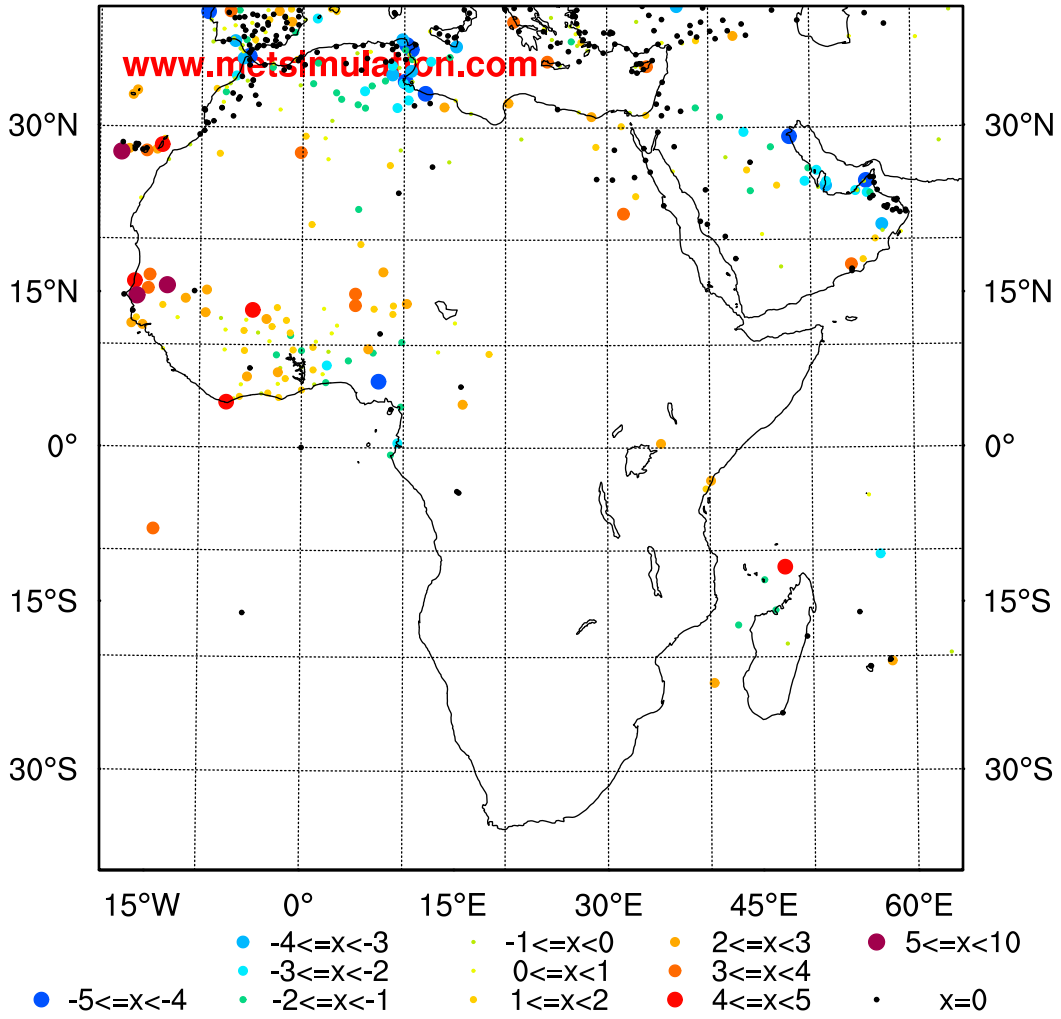 www.metsimulation.com
30°N 30°N
15°N 15°N
0° 0°
15°S 15°S
30°S 30°S
15°W 0° 15°E 30°E 45°E 60°E
-4<=x<-3 -1<=x<0 2<=x<3 5<=x<10
-3<=x<-2 0<=x<1 3<=x<4
-5<=x<-4 -2<=x<-1 1<=x<2 4<=x<5 x=0